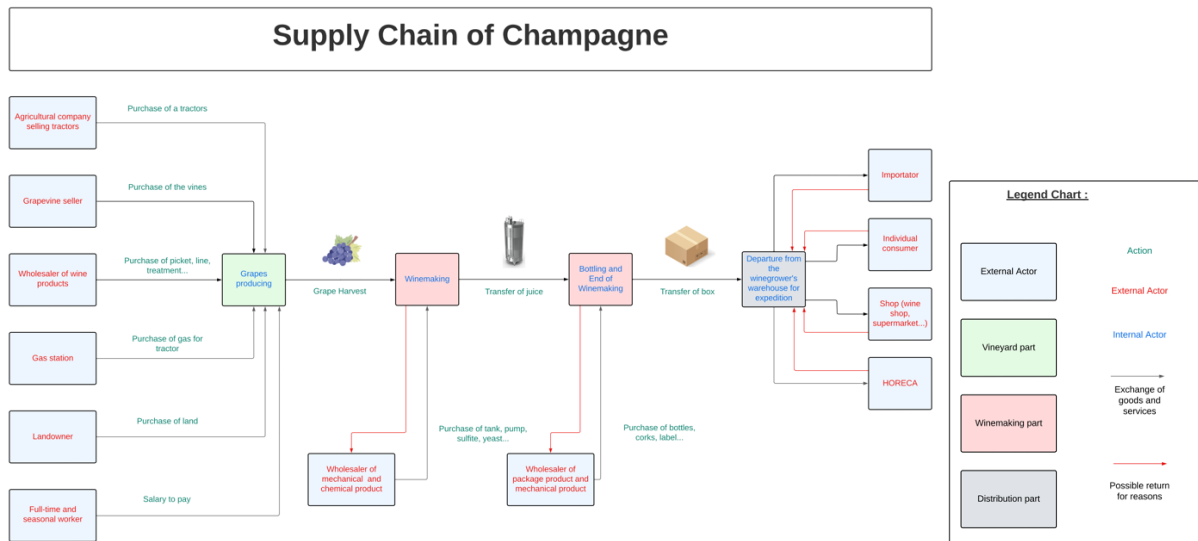 Supply Chain of Champagne
Agricultural company
selling tractors
Purchase of a tractors
Grapevine seller
Purchase of the vines
Wholesaler of wine
products
Purchase of picket, line,
treatment...
Gas station
Purchase of gas for
tractor
Landowner
Purchase of land
Full-time and
seasonal worker
Salary to pay
Grapes
producing
Grape Harvest
Winemaking
Transfer of juice
Bottling and
End of
Winemaking
Transfer of box
Departure from
the
winegrower's
warehouse for
expedition
Wholesaler of
mechanical and
chemical product
Purchase of tank, pump,
sulfite, yeast...
Wholesaler of
package product and
mechanical product
Purchase of bottles,
corks, label...
Importator
Individual
consumer
Shop (wine
shop,
supermarket...)
HORECA
Legend Chart :
External Actor
Vineyard part
Winemaking part
Distribution part
Action
External Actor
Internal Actor
Exchange of
goods and
services
Possible return
for reasons